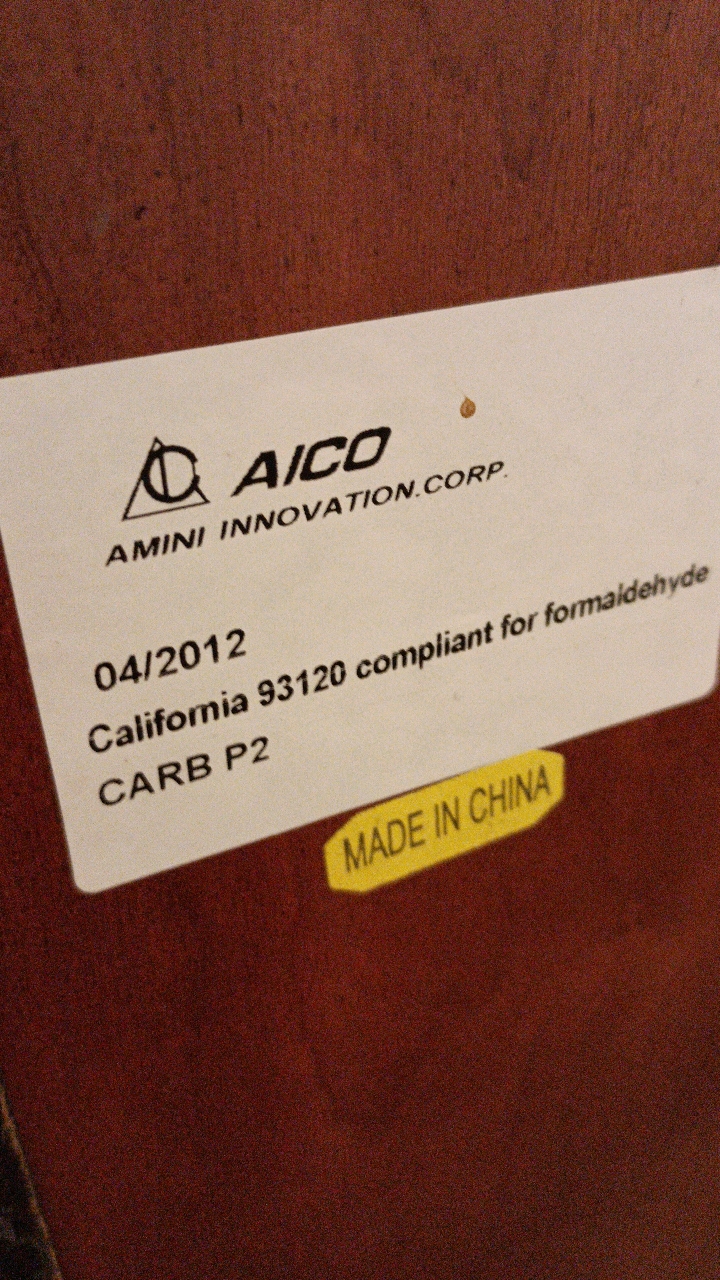 AICO
AMINI INNOVATION.CORP.
04/2012
California 93120 compliant for formaldehyde
CARB P2
MADE IN CHINA